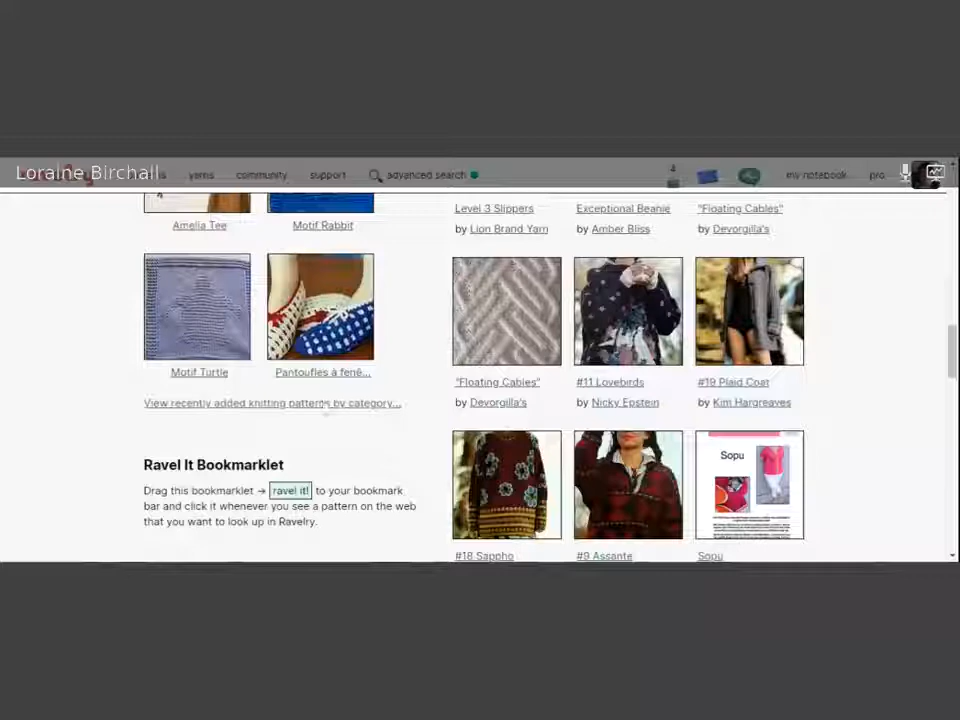 Loraine Birchall
yarns
community
support
advanced search
my notebook
Amelia Tee
Motif Rabbit
Motif Turtle
Pantoufles à fenê...
View recently added knitting patterns by category...
Ravel It Bookmarklet
Drag this bookmarklet → ravel it! to your bookmark
bar and click it whenever you see a pattern on the web
that you want to look up in Ravelry.
Level 3 Slippers
by Lion Brand Yarn
Exceptional Beanie
by Amber Bliss
"Floating Cables"
by Devorgilla's
"Floating Cables"
by Devorgilla's
#11 Lovebirds
by Nicky Epstein
#19 Plaid Coat
by Kim Hargreaves
Sopu
#18 Sappho
#9 Assante
Sopu